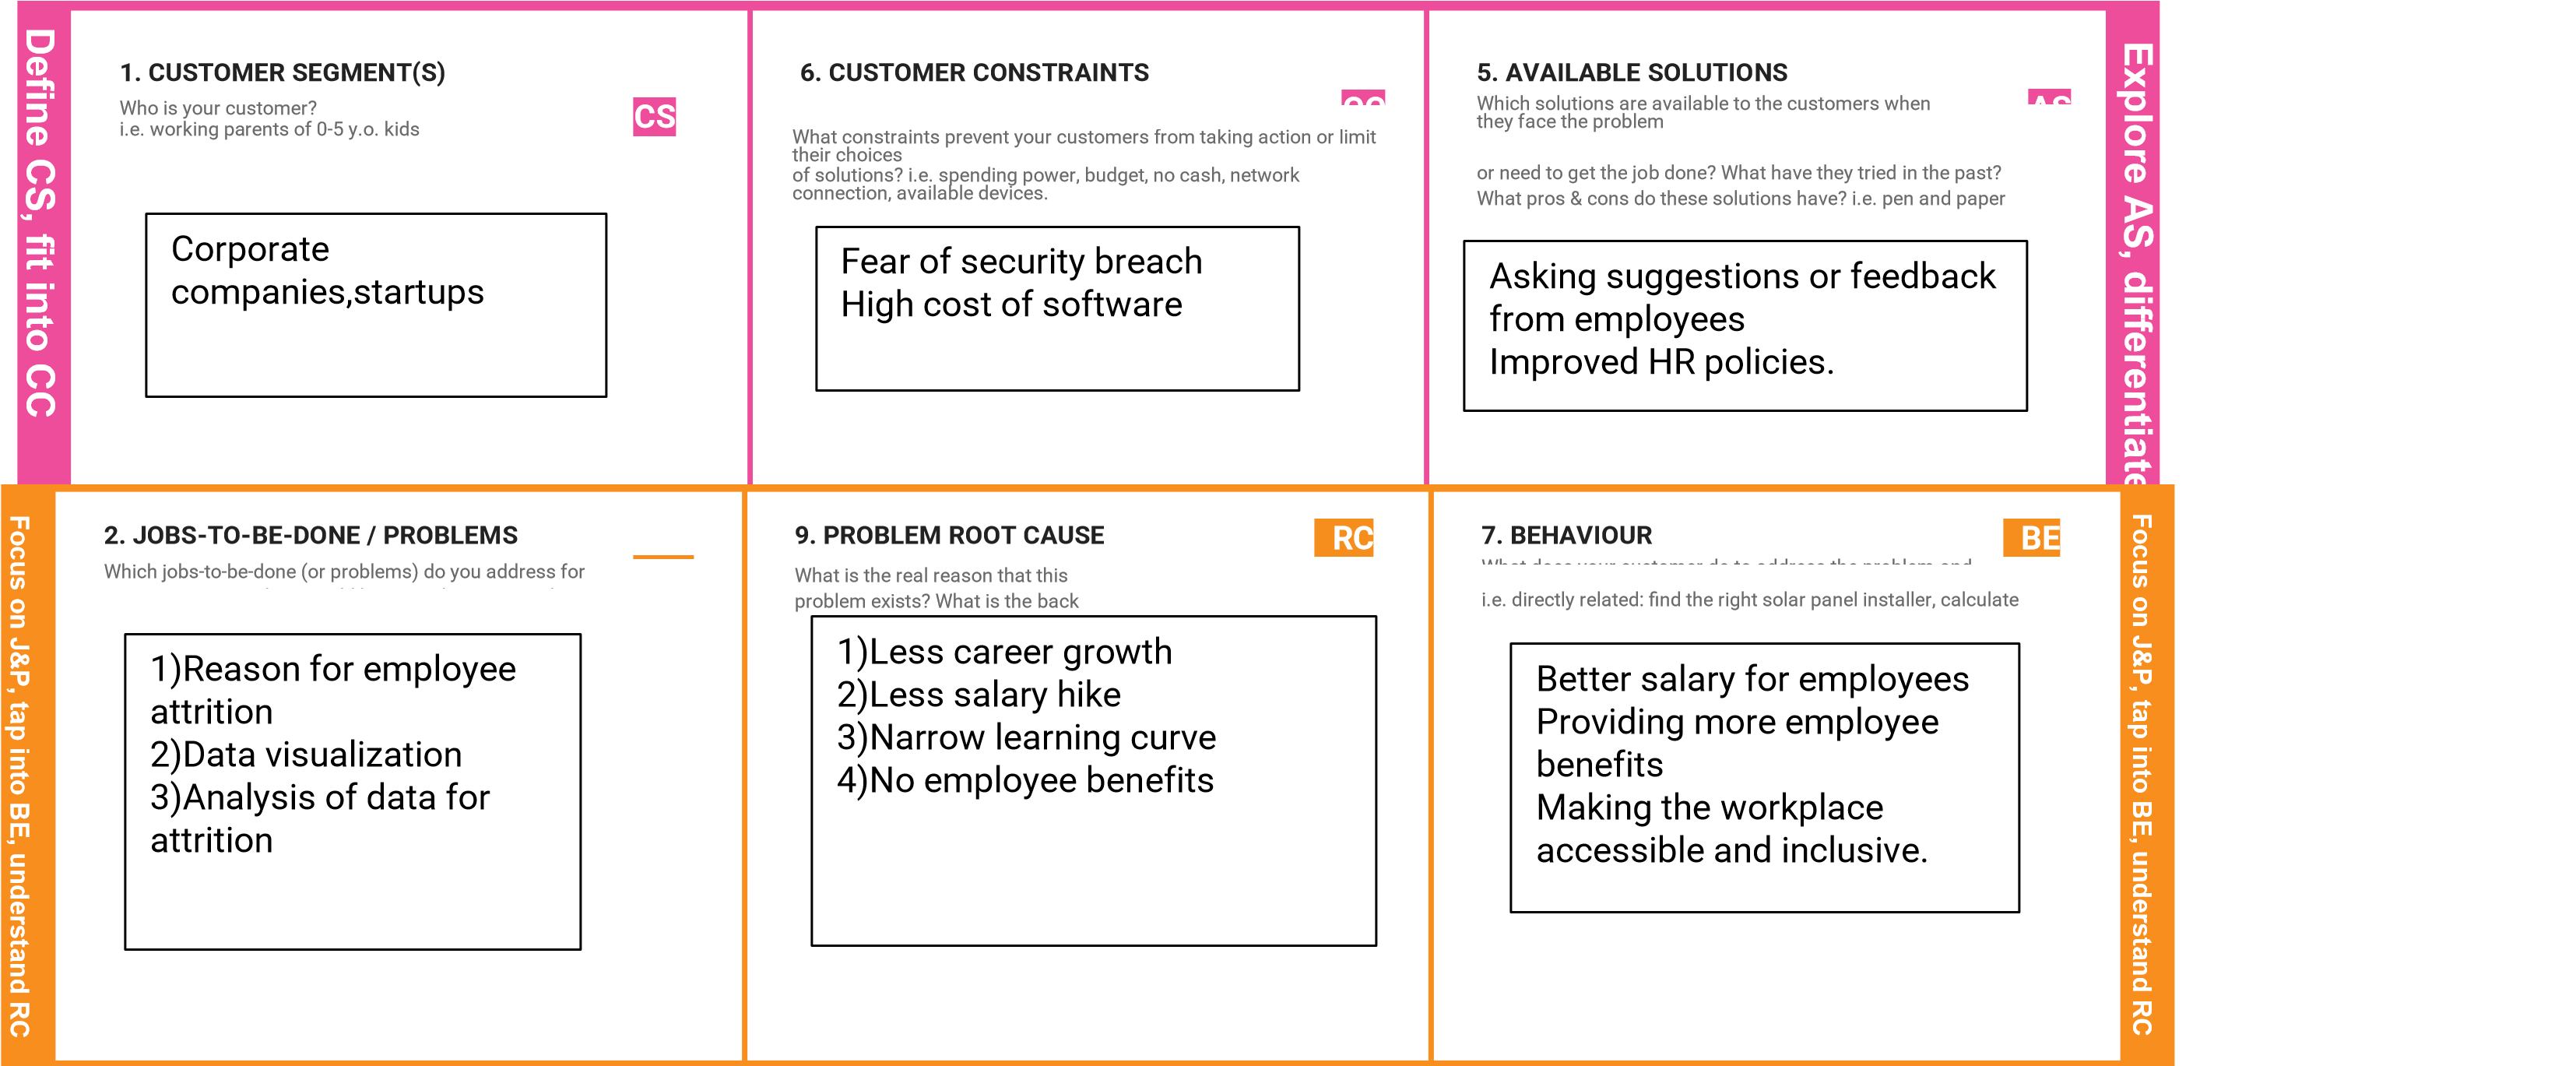 Define CS, fit into CC
1. CUSTOMER SEGMENT(S)
Who is your customer?
i.e. working parents of 0-5 y.o. kids
CS
Corporate
companies,startups
6. CUSTOMER CONSTRAINTS
What constraints prevent your customers from taking action or limit
their choices
of solutions? i.e. spending power, budget, no cash, network
connection, available devices.
Fear of security breach
High cost of software
5. AVAILABLE SOLUTIONS
AS
Which solutions are available to the customers when
they face the problem
or need to get the job done? What have they tried in the past?
What pros & cons do these solutions have? i.e. pen and paper
Asking suggestions or feedback
from employees
Improved HR policies.
Explore AS, differentiate
Focus on J&P, tap into BE, understand RC
2. JOBS-TO-BE-DONE / PROBLEMS
Which jobs-to-be-done (or problems) do you address for
1)Reason for employee
attrition
2)Data visualization
3)Analysis of data for
attrition
9. PROBLEM ROOT CAUSE
RC
What is the real reason that this
problem exists? What is the back
1)Less career growth
2)Less salary hike
3)Narrow learning curve
4)No employee benefits
7. BEHAVIOUR
BE
What does your customer do to address the problem and
i.e. directly related: find the right solar panel installer, calculate
Better salary for employees
Providing more employee
benefits
Making the workplace
accessible and inclusive.
Focus on J&P, tap into BE, understand RC